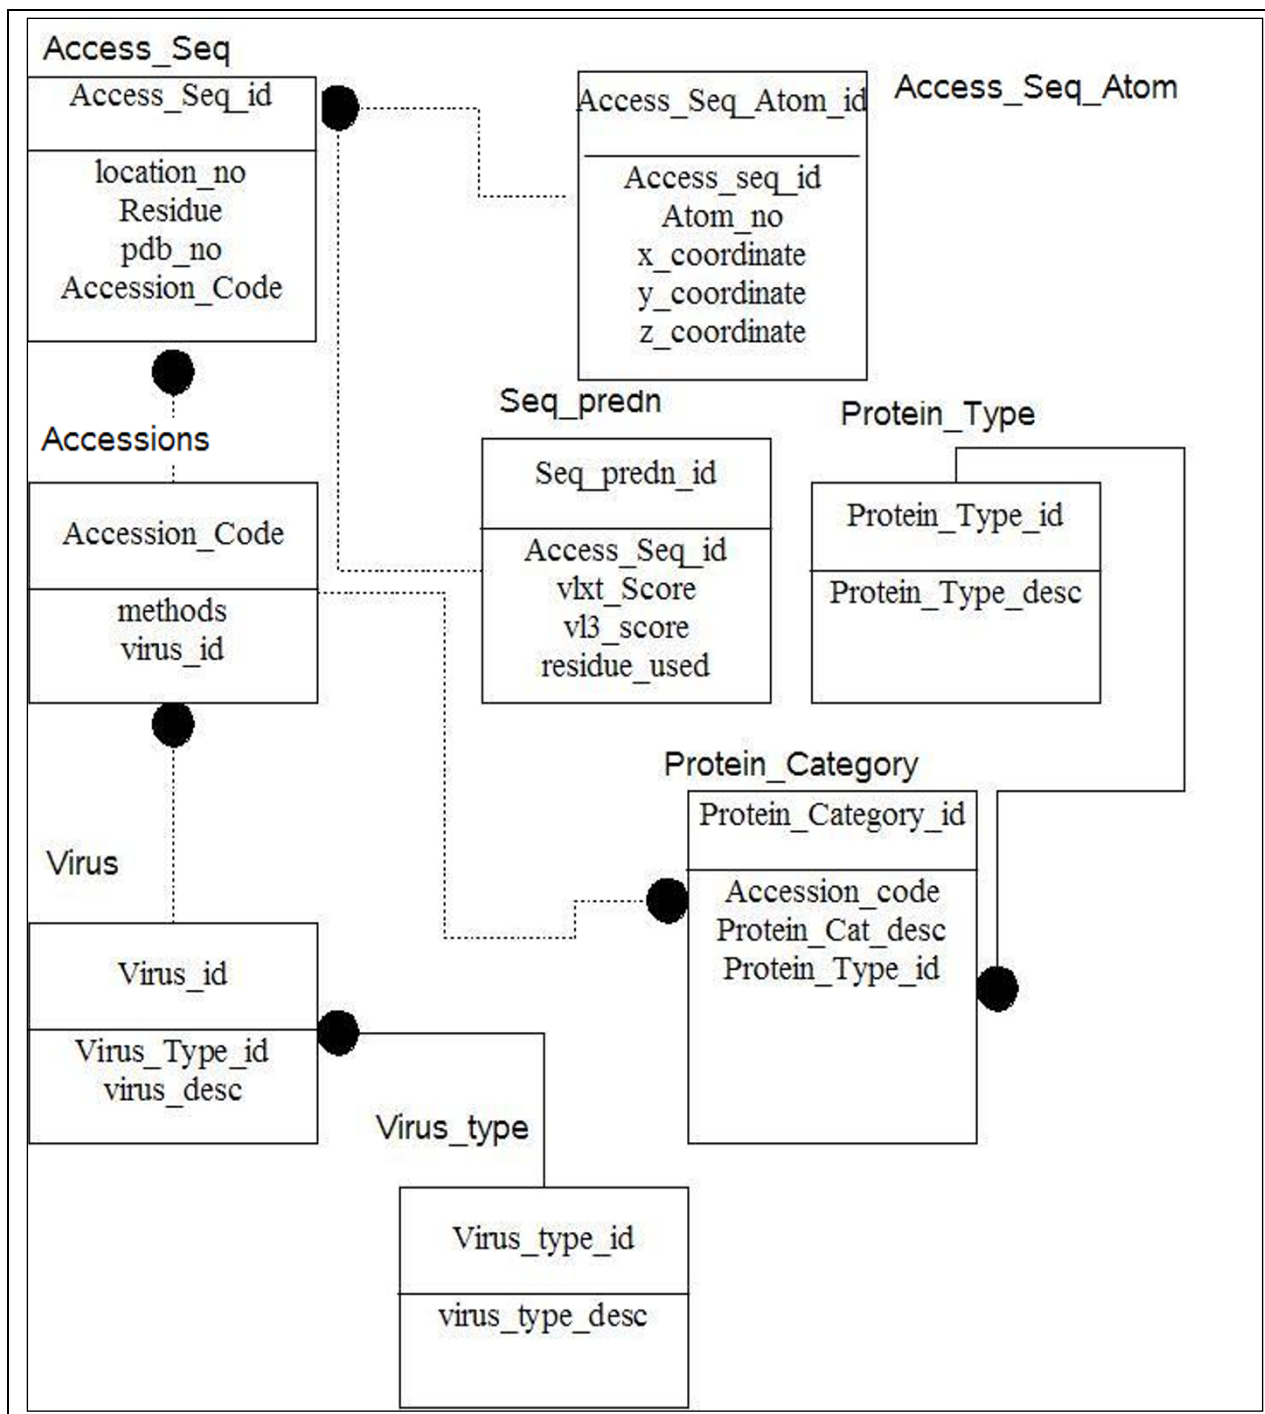 Access_Seq
Access_Seq_id
location_no
Residue
pdb_no
Accession_Code
Access_Seq_Atom
Access_Seq_Atom_id
Access_seq_id
Atom_no
x_coordinate
y_coordinate
z_coordinate
Accessions
Accession_Code
methods
virus_id
Seq_predn
Seq_predn_id
Access_Seq_id
vlxt_Score
vl3_score
residue_used
Protein_Type
Protein_Type_id
Protein_Type_desc
Protein_Category
Protein_Category_id
Accession_code
Protein_Cat_desc
Protein_Type_id
Virus
Virus_id
Virus_Type_id
virus_desc
Virus_type
Virus_type_id
virus_type_desc